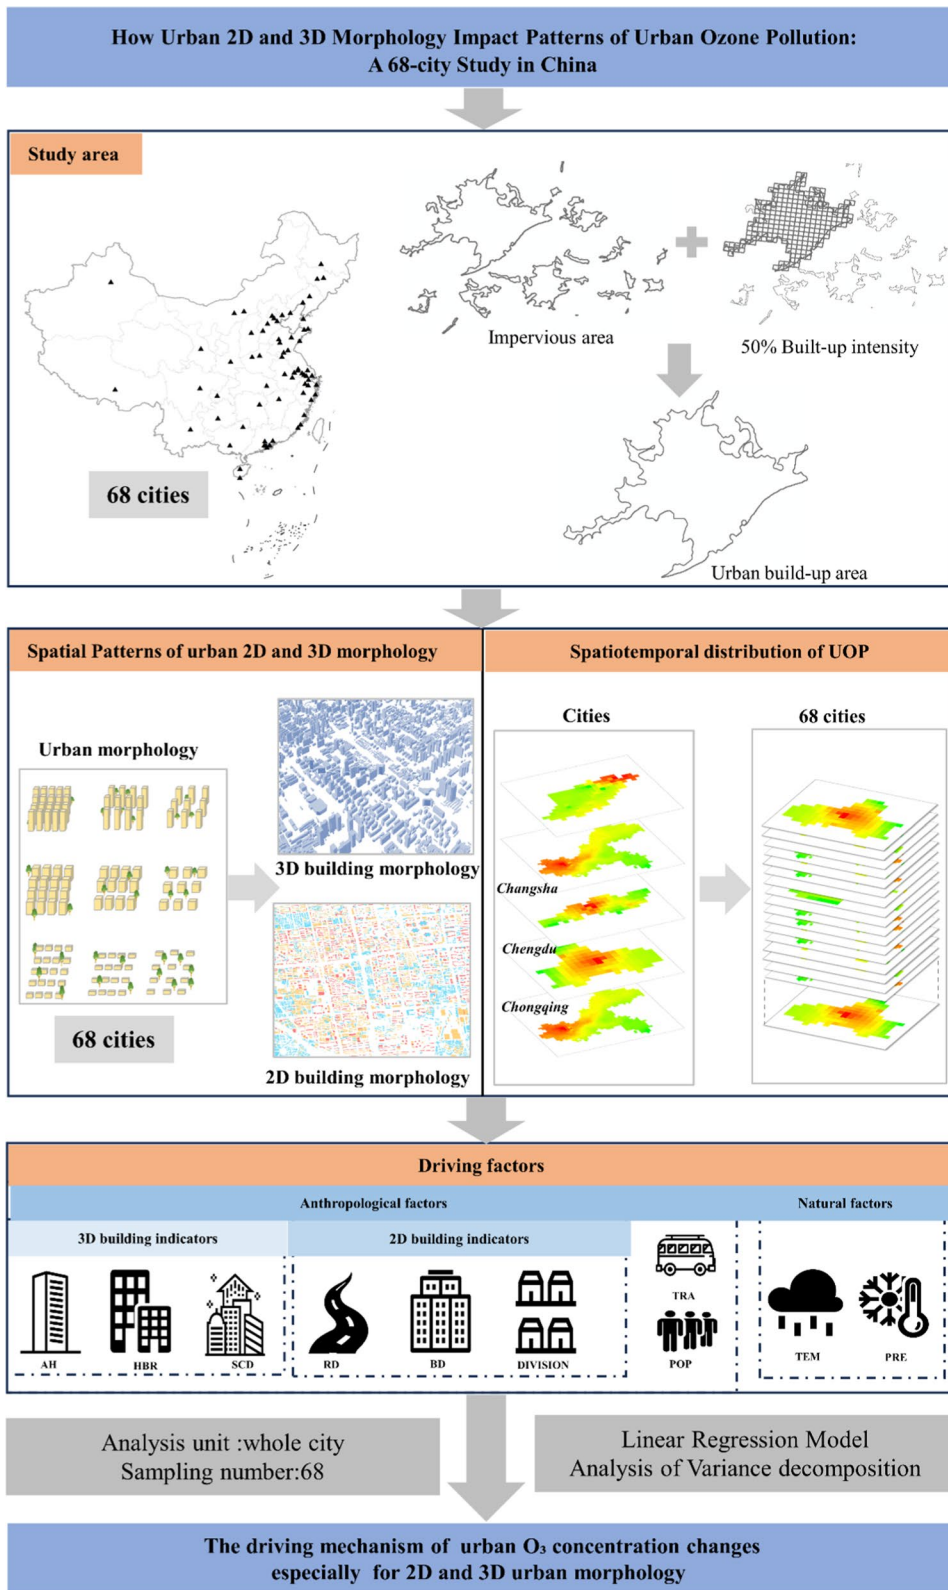 How Urban 2D and 3D Morphology Impact Patterns of Urban Ozone Pollution:
A 68-city Study in China
Study area
Impervious area
50% Built-up intensity
68 cities
Urban build-up area
Spatial Patterns of urban 2D and 3D morphology
Spatiotemporal distribution of UOP
Urban morphology
3D building morphology
2D building morphology
68 cities
Cities
68 cities
Changsha
Chengdu
Chongqing
Driving factors
Anthropological factors
Natural factors
3D building indicators
2D building indicators
AH
HBR
SCD
RD
BD
DIVISION
TRA
POP
TEM
PRE
Analysis unit :whole city
Sampling number:68
Linear Regression Model
Analysis of Variance decomposition
The driving mechanism of urban O₃ concentration changes
especially for 2D and 3D urban morphology